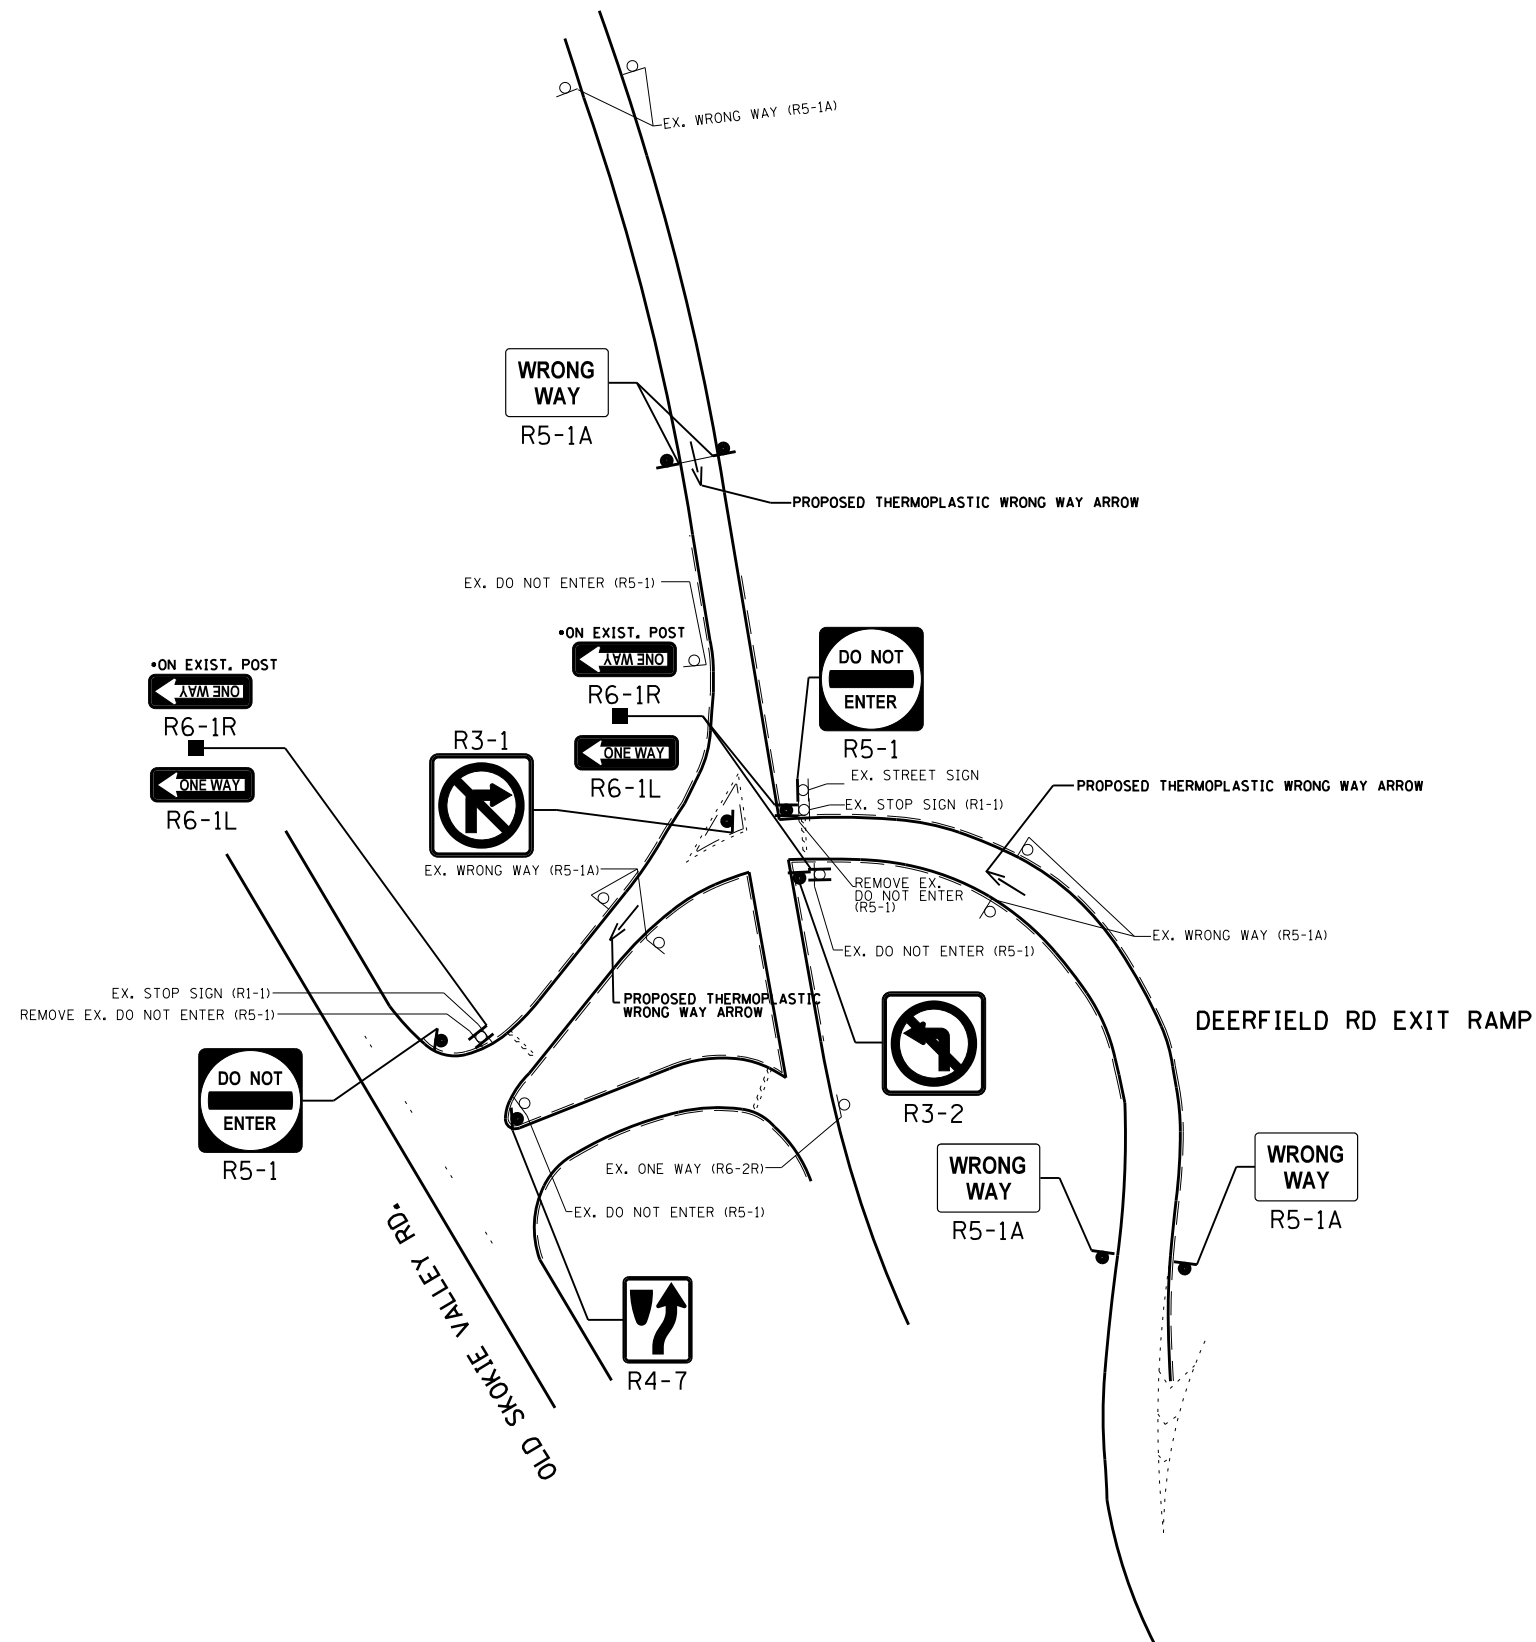 EX. WRONG WAY (R5-1A)
WRONG
WAY
R5-1A
PROPOSED THERMOPLASTIC WRONG WAY ARROW
EX. DO NOT ENTER (R5-1)
•ON EXIST. POST
ONE WAY
R6-1R
ONE WAY
R6-1L
•ON EXIST. POST
ONE WAY
R6-1R
ONE WAY
R6-1L
R3-1
DO NOT
ENTER
R5-1
EX. STREET SIGN
EX. STOP SIGN (R1-1)
PROPOSED THERMOPLASTIC WRONG WAY ARROW
EX. WRONG WAY (R5-1A)
REMOVE EX.
DO NOT ENTER
(R5-1)
EX. WRONG WAY (R5-1A)
EX. DO NOT ENTER (R5-1)
EX. STOP SIGN (R1-1)
REMOVE EX. DO NOT ENTER (R5-1)
PROPOSED THERMOPLASTIC
WRONG WAY ARROW
DEERFIELD RD EXIT RAMP
DO NOT
ENTER
R5-1
R3-2
EX. ONE WAY (R6-2R)
EX. DO NOT ENTER (R5-1)
WRONG
WAY
R5-1A
WRONG
WAY
R5-1A
OLD SKOKIE VALLEY RD.
R4-7